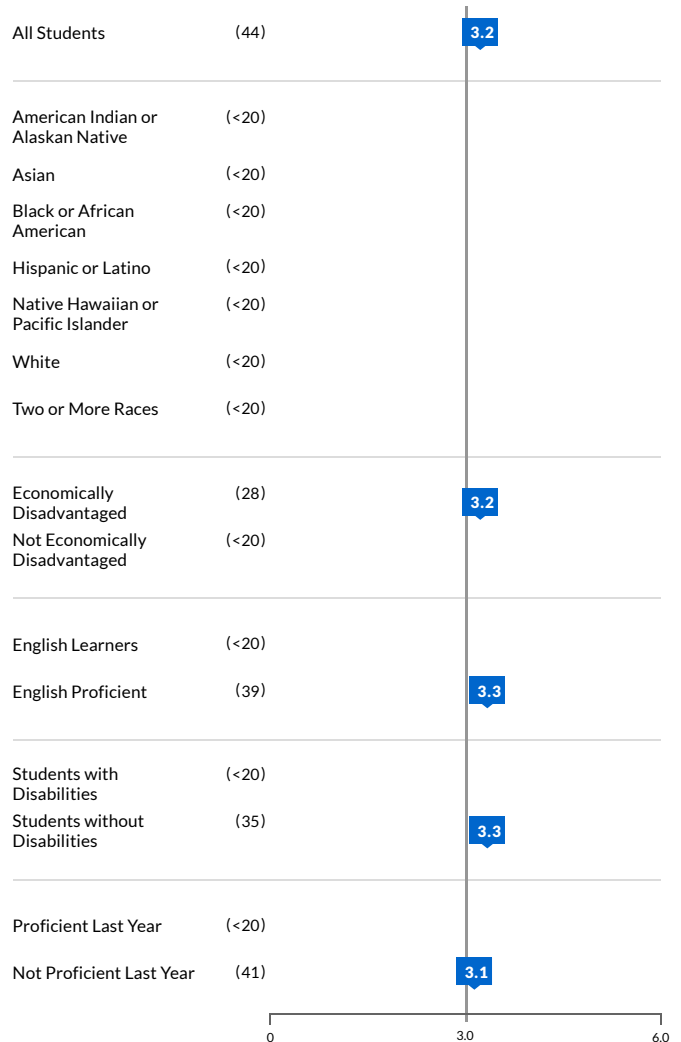 All Students (44) 3.2
American Indian or (<20)
Alaskan Native
Asian (<20)
Black or African (<20)
American
Hispanic or Latino (<20)
Native Hawaiian or (<20)
Pacific Islander
White (<20)
Two or More Races (<20)
Economically (28) 3.2
Disadvantaged
Not Economically (<20)
Disadvantaged
English Learners (<20)
English Proficient (39) 3.3
Students with (<20)
Disabilities
Students without (35) 3.3
Disabilities
Proficient Last Year (<20)
Not Proficient Last Year (41) 3.1
0 3.0 6.0